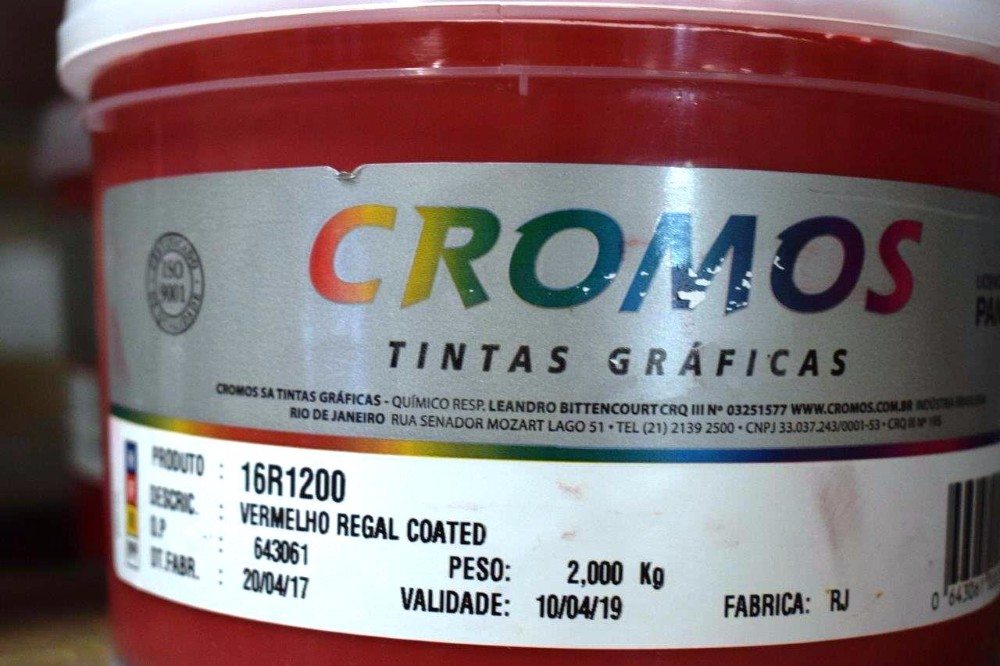 CROMOS
TINTAS GRÁFICAS
ISO
9001
CROMOS SA TINTAS GRÁFICAS - QUÍMICO RESP. LEANDRO BITTENCOURT CRQ III Nº 03251577 WWW.CROMOS.COM.BR INDÚSTRIA BRASILEIRA
RIO DE JANEIRO RUA SENADOR MOZART LAGO 51 • TEL (21) 2139 2500 • CNPJ 33.037.243/0001-53 • CRQ III Nº
PRODUTO : 16R1200
DESCRIC. : VERMELHO REGAL COATED
O.P : 643061
PESO: 2,000 Kg
DT.FABR. : 20/04/17
VALIDADE: 10/04/19
FABRICA: RJ